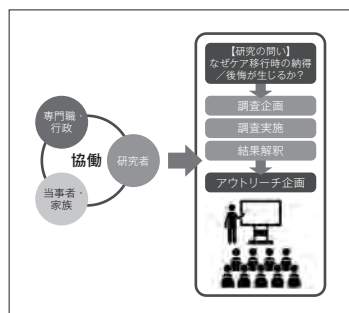 専門職・
行政
協働
研究者
当事者・
家族
【研究の問い】
なぜケア移行時の納得
／後悔が生じるか？
調査企画
調査実施
結果解釈
アウトリーチ企画